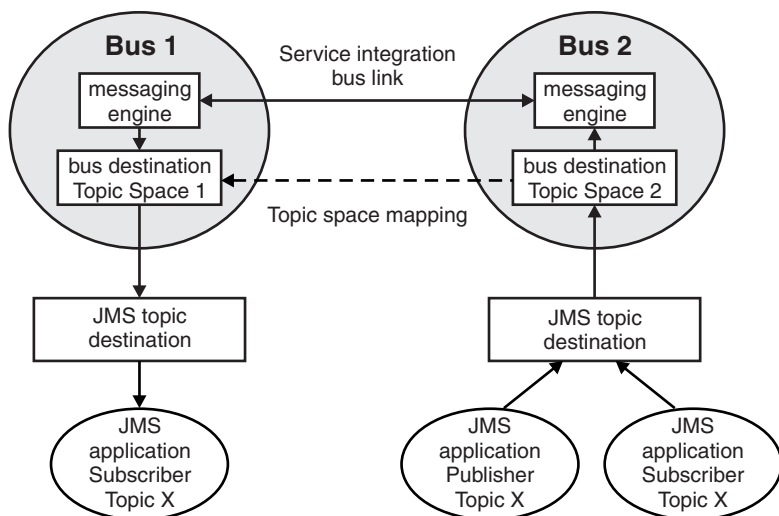 Bus 1
Bus 2
Service integration
bus link
messaging
engine
messaging
engine
bus destination
Topic Space 1
bus destination
Topic Space 2
Topic space mapping
JMS topic
destination
JMS topic
destination
JMS
application
Subscriber
Topic X
JMS
application
Publisher
Topic X
JMS
application
Subscriber
Topic X